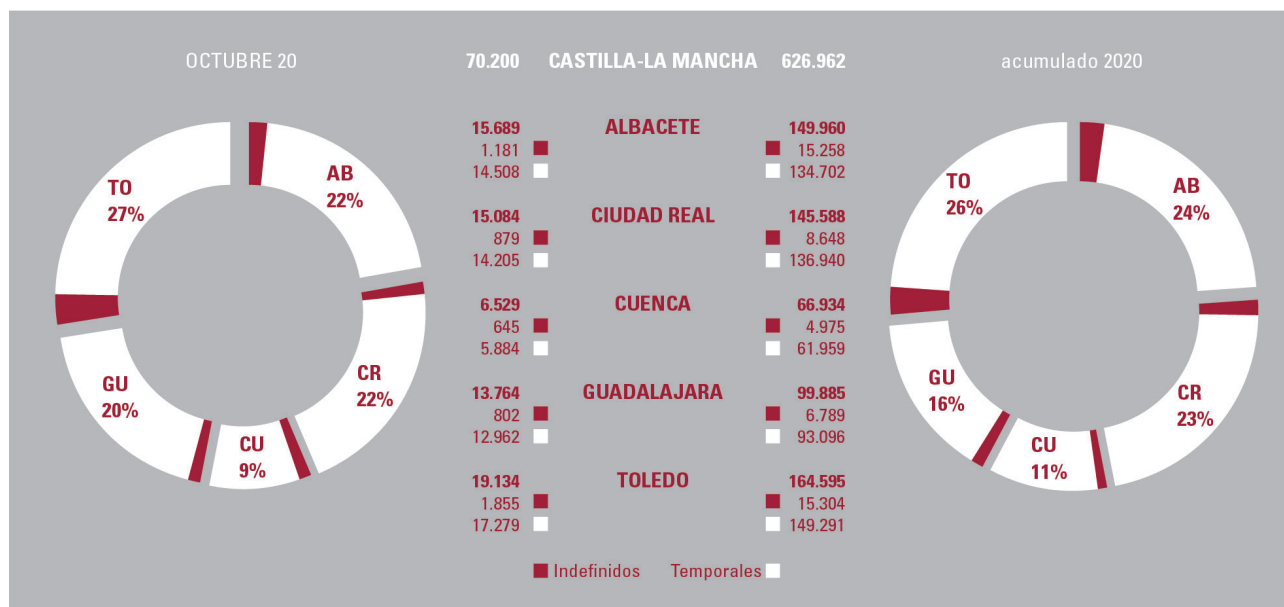 OCTUBRE 20 70.200 CASTILLA-LA MANCHA 626.962 acumulado 2020
15.689 ALBACETE 149.960
1.181 15.258
14.508 134.702
15.084 CIUDAD REAL 145.588
879 8.648
14.205 136.940
6.529 CUENCA 66.934
645 4.975
5.884 61.959
13.764 GUADALAJARA 99.885
802 6.789
12.962 93.096
19.134 TOLEDO 164.595
1.855 15.304
17.279 149.291
Indefinidos Temporales
TO
27%
AB
22%
GU
20%
CR
22%
CU
9%
TO
26%
AB
24%
GU
16%
CR
23%
CU
11%